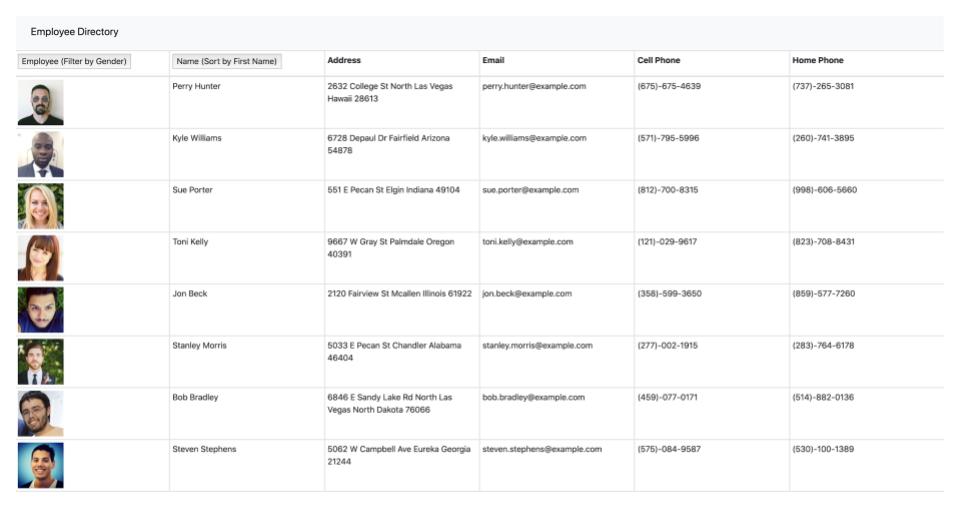 Employee Directory
Employee (Filter by Gender) Name (Sort by First Name) Address Email Cell Phone Home Phone
Perry Hunter 2632 College St North Las Vegas perry.hunter@example.com (675)-675-4639 (737)-265-3081
Hawaii 28613
Kyle Williams 6728 Depaul Dr Fairfield Arizona kyle.williams@example.com (571)-795-5996 (260)-741-3895
54878
Sue Porter 551 E Pecan St Elgin Indiana 49104 sue.porter@example.com (812)-700-8315 (998)-606-5660
Toni Kelly 9667 W Gray St Palmdale Oregon toni.kelly@example.com (121)-029-9617 (823)-708-8431
40391
Jon Beck 2120 Fairview St Mcallen Illinois 61922 jon.beck@example.com (358)-599-3650 (859)-577-7260
Stanley Morris 5033 E Pecan St Chandler Alabama stanley.morris@example.com (277)-002-1915 (283)-764-6178
46404
Bob Bradley 6846 E Sandy Lake Rd North Las bob.bradley@example.com (459)-077-0171 (514)-882-0136
Vegas North Dakota 76066
Steven Stephens 5062 W Campbell Ave Eureka Georgia steven.stephens@example.com (575)-084-9587 (530)-100-1389
21244